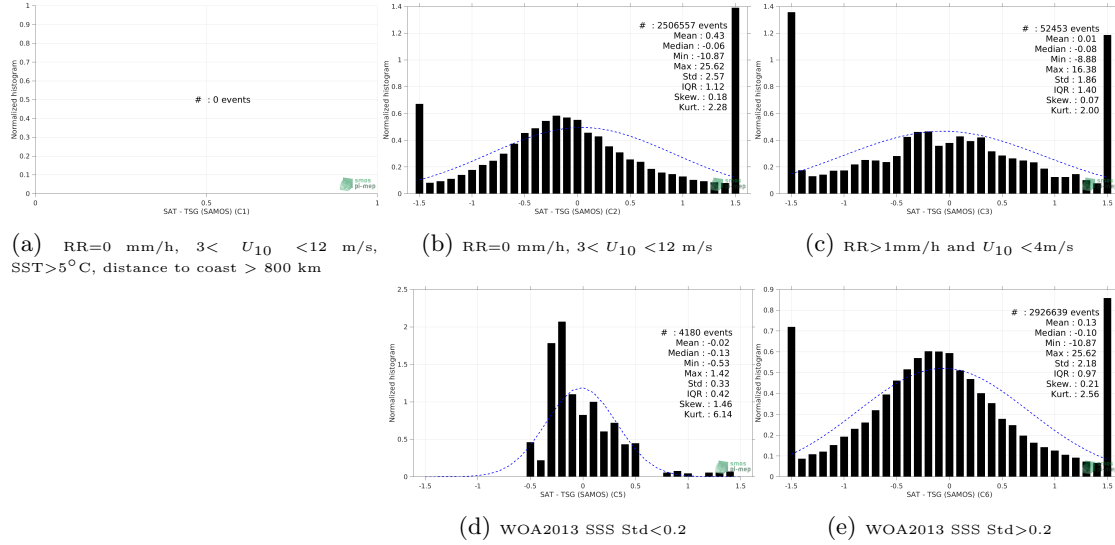 1
0.9
0.8
0.7
0.6
0.5
0.4
0.3
0.2
0.1
0
Normalized histogram
# : 0 events
smos
pi-mep
0 0.5 1
SAT - TSG (SAMOS) (C1)
(a) RR=0 mm/h, 3< U10 <12 m/s,
SST>5°C, distance to coast > 800 km
1.4
1.2
1
0.8
0.6
0.4
0.2
0
Normalized histogram
# : 2506557 events
Mean : 0.43
Median : -0.06
Min : -10.87
Max : 25.62
Std : 2.57
IQR : 1.12
Skew. : 0.18
Kurt. : 2.28
smos
pi-mep
-1.5 -1 -0.5 0 0.5 1 1.5
SAT - TSG (SAMOS) (C2)
(b) RR=0 mm/h, 3< U10 <12 m/s
1.4
1.2
1
0.8
0.6
0.4
0.2
0
Normalized histogram
# : 52453 events
Mean : 0.01
Median : -0.08
Min : -8.88
Max : 16.38
Std : 1.86
IQR : 1.40
Skew. : 0.07
Kurt. : 2.00
smos
pi-mep
-1.5 -1 -0.5 0 0.5 1 1.5
SAT - TSG (SAMOS) (C3)
(c) RR>1mm/h and U10 <4m/s
2.5
2
1.5
1
0.5
0
Normalized histogram
# : 4180 events
Mean : -0.02
Median : -0.13
Min : -0.53
Max : 1.42
Std : 0.33
IQR : 0.42
Skew. : 1.46
Kurt. : 6.14
smos
pi-mep
-1.5 -1 -0.5 0 0.5 1 1.5
SAT - TSG (SAMOS) (C5)
(d) WOA2013 SSS Std<0.2
0.9
0.8
0.7
0.6
0.5
0.4
0.3
0.2
0.1
0
Normalized histogram
# : 2926639 events
Mean : 0.13
Median : -0.10
Min : -10.87
Max : 25.62
Std : 2.18
IQR : 0.97
Skew. : 0.21
Kurt. : 2.56
smos
pi-mep
-1.5 -1 -0.5 0 0.5 1 1.5
SAT - TSG (SAMOS) (C6)
(e) WOA2013 SSS Std>0.2